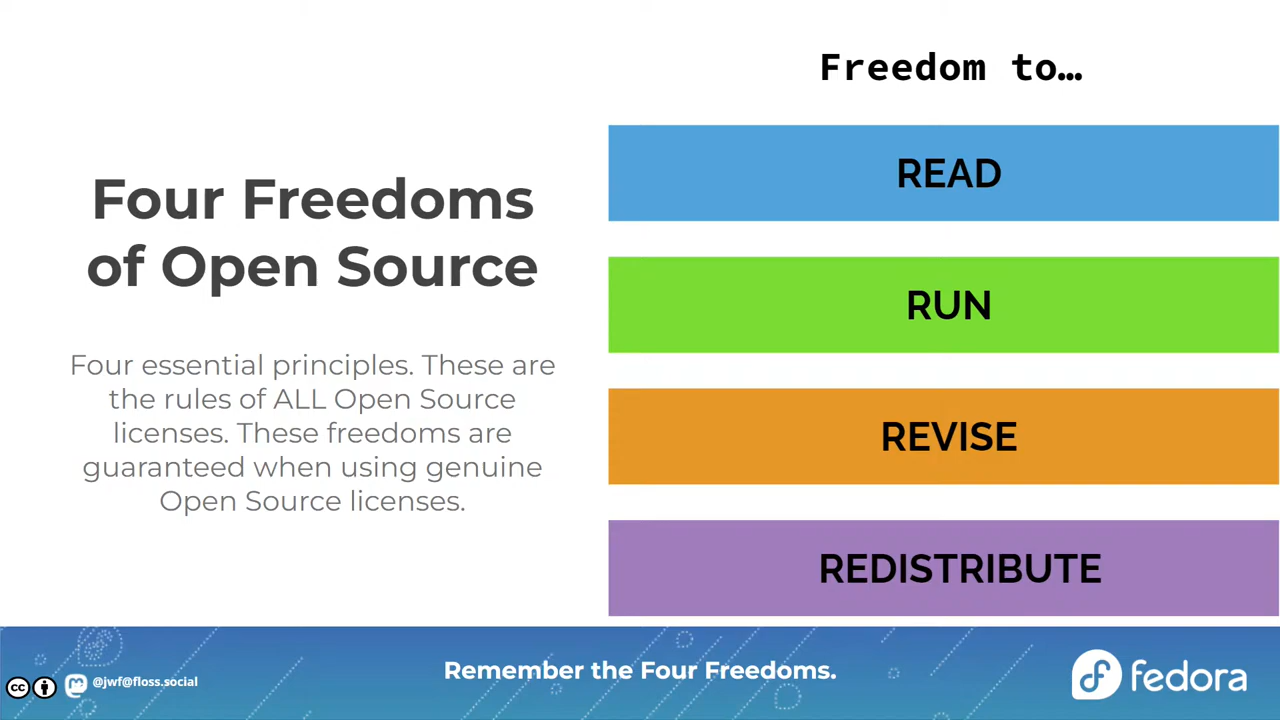 Four Freedoms
of Open Source
Four essential principles. These are
the rules of ALL Open Source
licenses. These freedoms are
guaranteed when using genuine
Open Source licenses.
Freedom to…
READ
RUN
REVISE
REDISTRIBUTE
cc
@jwf@floss.social
Remember the Four Freedoms.
fedora